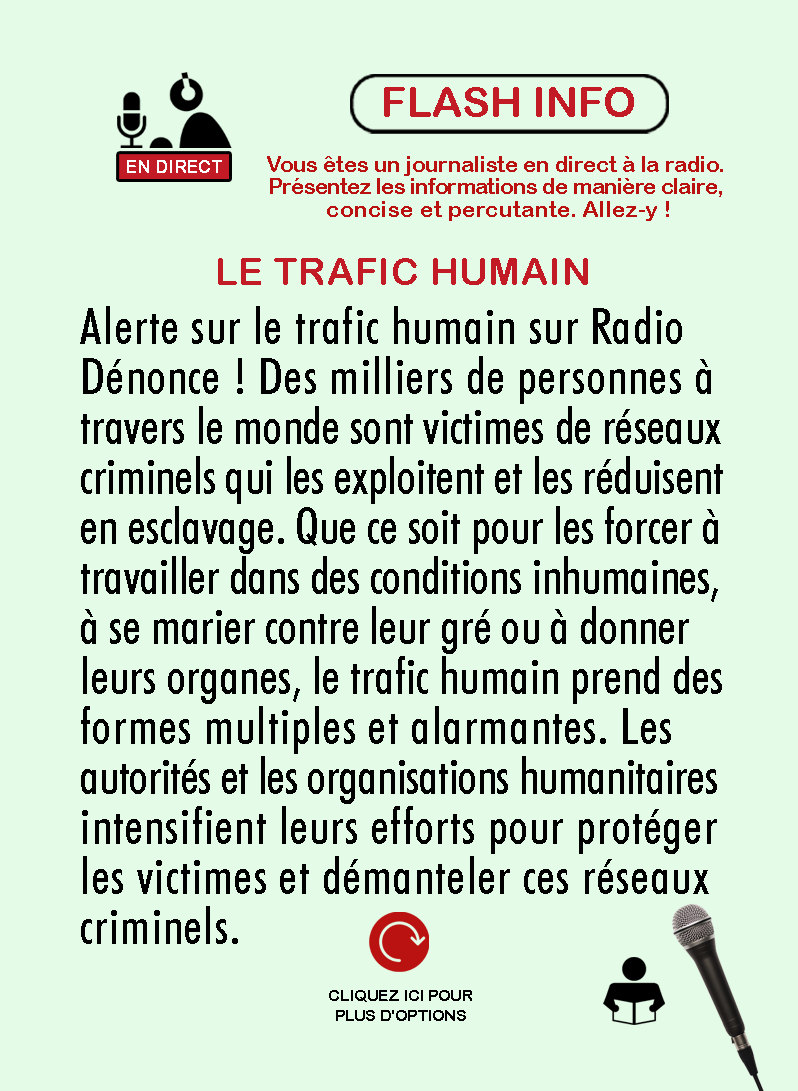 FLASH INFO
EN DIRECT
Vous êtes un journaliste en direct à la radio.
Présentez les informations de manière claire,
concise et percutante. Allez-y !
LE TRAFIC HUMAIN
Alerte sur le trafic humain sur Radio
Dénonce ! Des milliers de personnes à
travers le monde sont victimes de réseaux
criminels qui les exploitent et les réduisent
en esclavage. Que ce soit pour les forcer à
travailler dans des conditions inhumaines,
à se marier contre leur gré ou à donner
leurs organes, le trafic humain prend des
formes multiples et alarmantes. Les
autorités et les organisations humanitaires
intensifient leurs efforts pour protéger
les victimes et démanteler ces réseaux
criminels.
CLIQUEZ ICI POUR
PLUS D'OPTIONS